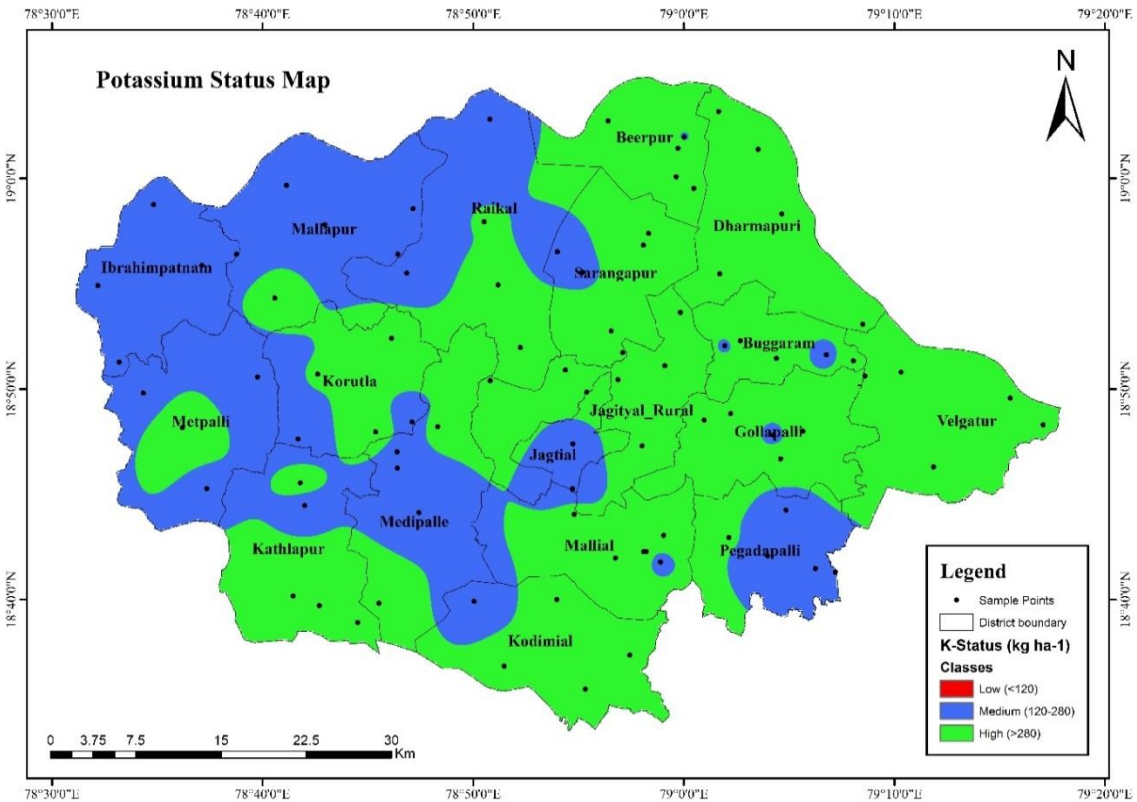 78°30'0"E 78°40'0"E 78°50'0"E 79°0'0"E 79°10'0"E 79°20'0"E
Potassium Status Map
N
Beerpur
19°0'0"N 19°0'0"N
Raikal
Mallapur
Dharmapuri
Ibrahimpatnam
Sarangapur
Buggaram
Korutla
18°50'0"N 18°50'0"N
Jagityal_Rural
Metpalli
Velgatur
Gollapalli
Jagtial
Medipalle
Kathlapur
Mallial
Pegadapalli
Legend
Sample Points
18°40'0"N 18°40'0"N
District boundary
Kodimial
K-Status (kg ha-1)
Classes
Low (<120)
Medium (120-280)
High (>280)
0 3.75 7.5 15 22.5 30
Km
78°30'0"E 78°40'0"E 78°50'0"E 79°0'0"E 79°10'0"E 79°20'0"E